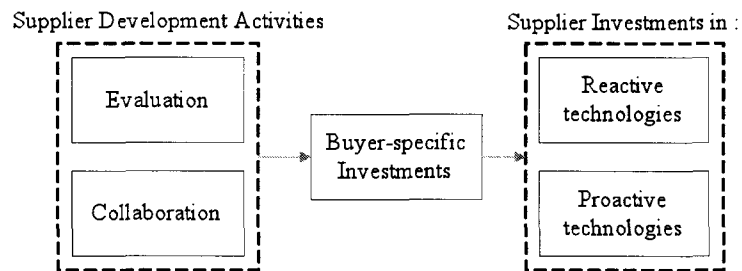 Supplier Development Activities
Supplier Investments in :
Evaluation
Collaboration
Buyer-specific
Investments
Reactive
technologies
Proactive
technologies